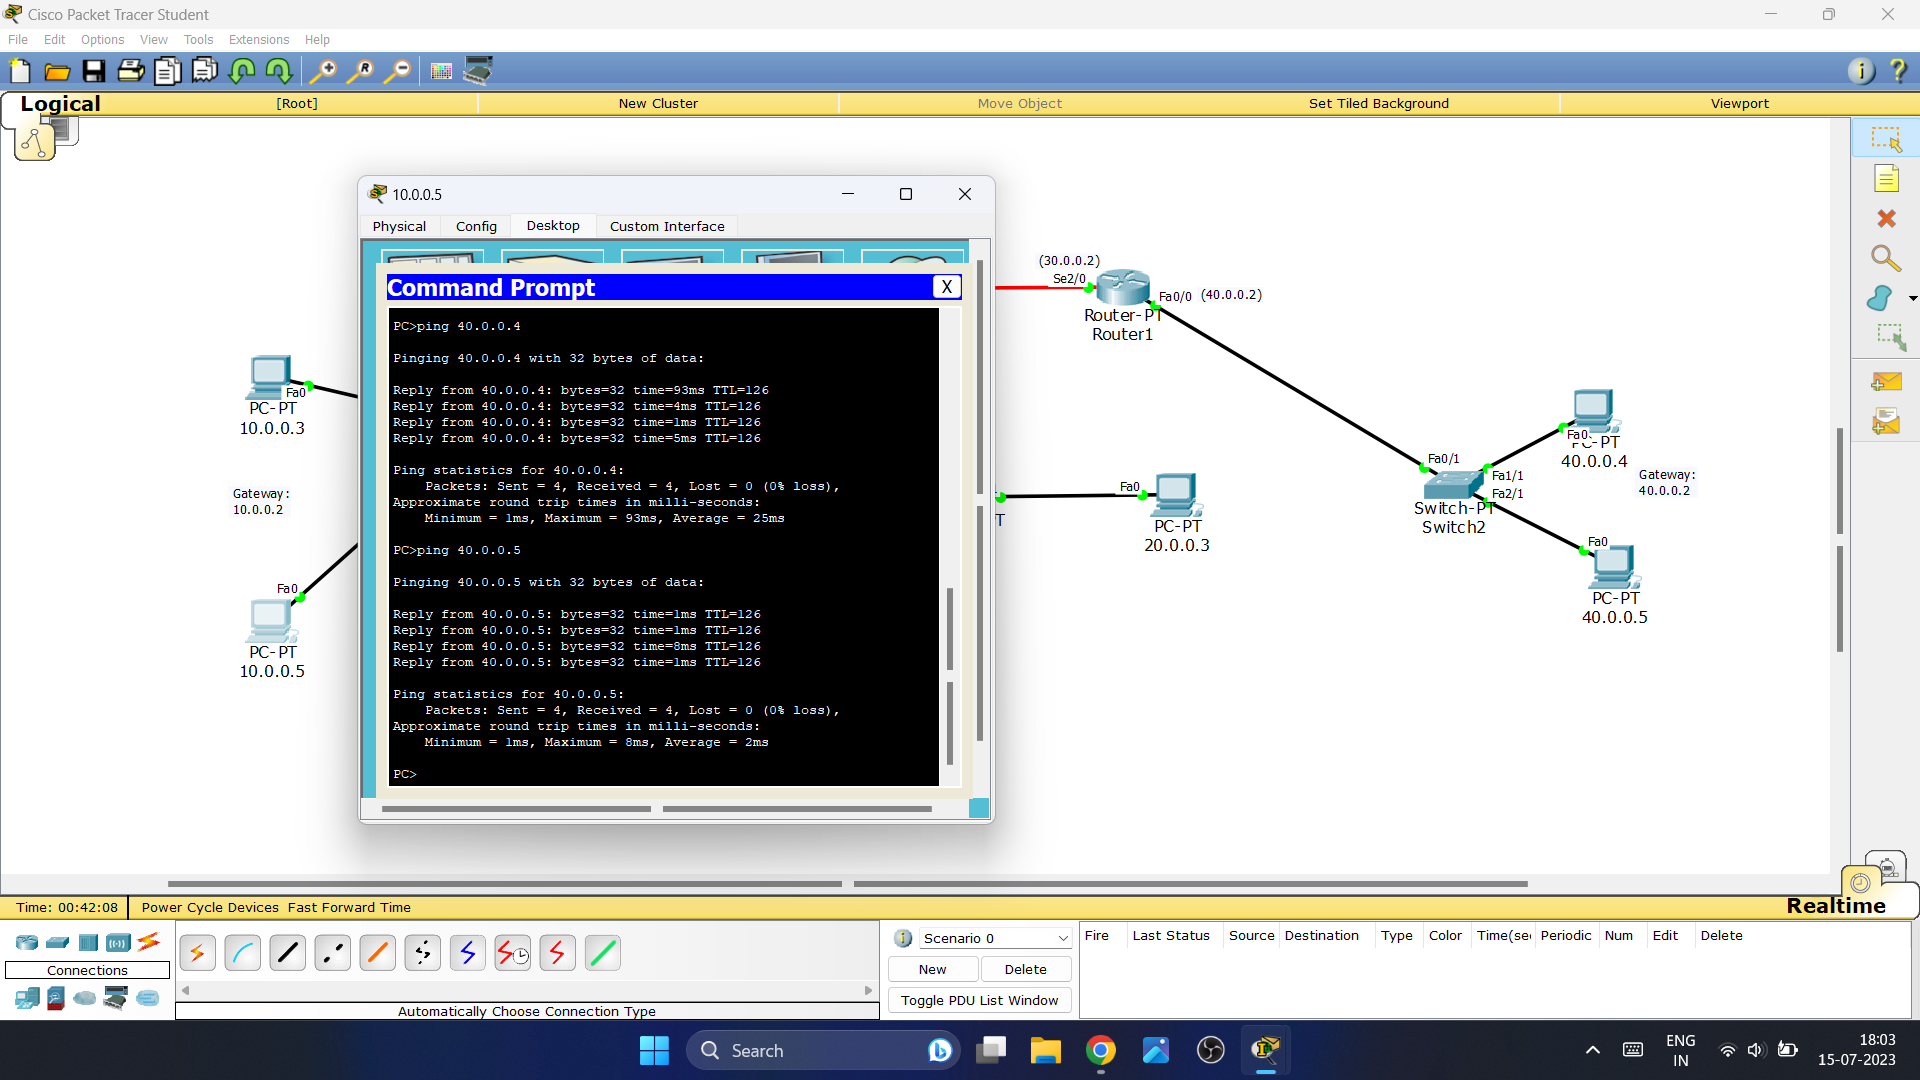 Cisco Packet Tracer Student
File Edit Options View Tools Extensions Help
Logical [Root] New Cluster Move Object Set Tiled Background Viewport
10.0.0.5
Physical Config Desktop Custom Interface
Command Prompt X
PC>ping 40.0.0.4
Pinging 40.0.0.4 with 32 bytes of data:
Reply from 40.0.0.4: bytes=32 time=93ms TTL=126
Reply from 40.0.0.4: bytes=32 time=4ms TTL=126
Reply from 40.0.0.4: bytes=32 time=1ms TTL=126
Reply from 40.0.0.4: bytes=32 time=5ms TTL=126
Ping statistics for 40.0.0.4:
Packets: Sent = 4, Received = 4, Lost = 0 (0% loss),
Approximate round trip times in milli-seconds:
Minimum = 1ms, Maximum = 93ms, Average = 25ms
PC>ping 40.0.0.5
Pinging 40.0.0.5 with 32 bytes of data:
Reply from 40.0.0.5: bytes=32 time=1ms TTL=126
Reply from 40.0.0.5: bytes=32 time=1ms TTL=126
Reply from 40.0.0.5: bytes=32 time=8ms TTL=126
Reply from 40.0.0.5: bytes=32 time=1ms TTL=126
Ping statistics for 40.0.0.5:
Packets: Sent = 4, Received = 4, Lost = 0 (0% loss),
Approximate round trip times in milli-seconds:
Minimum = 1ms, Maximum = 8ms, Average = 2ms
PC>
Fa0
PC-PT
10.0.0.3
Gateway:
10.0.0.2
Fa0
PC-PT
10.0.0.5
(30.0.0.2)
Se2/0
Fa0/0 (40.0.0.2)
Router-PT
Router1
T
Fa0
PC-PT
20.0.0.3
Fa0/1
Fa1/1
Fa2/1
Switch-PT
Switch2
Fa0
PC-PT
40.0.0.4
Gateway:
40.0.0.2
Fa0
PC-PT
40.0.0.5
Time: 00:42:08 Power Cycle Devices Fast Forward Time
Realtime
Connections
Automatically Choose Connection Type
Scenario 0
New Delete
Toggle PDU List Window
Fire Last Status Source Destination Type Color Time(sec Periodic Num Edit Delete
Search
ENG
IN
18:03
15-07-2023